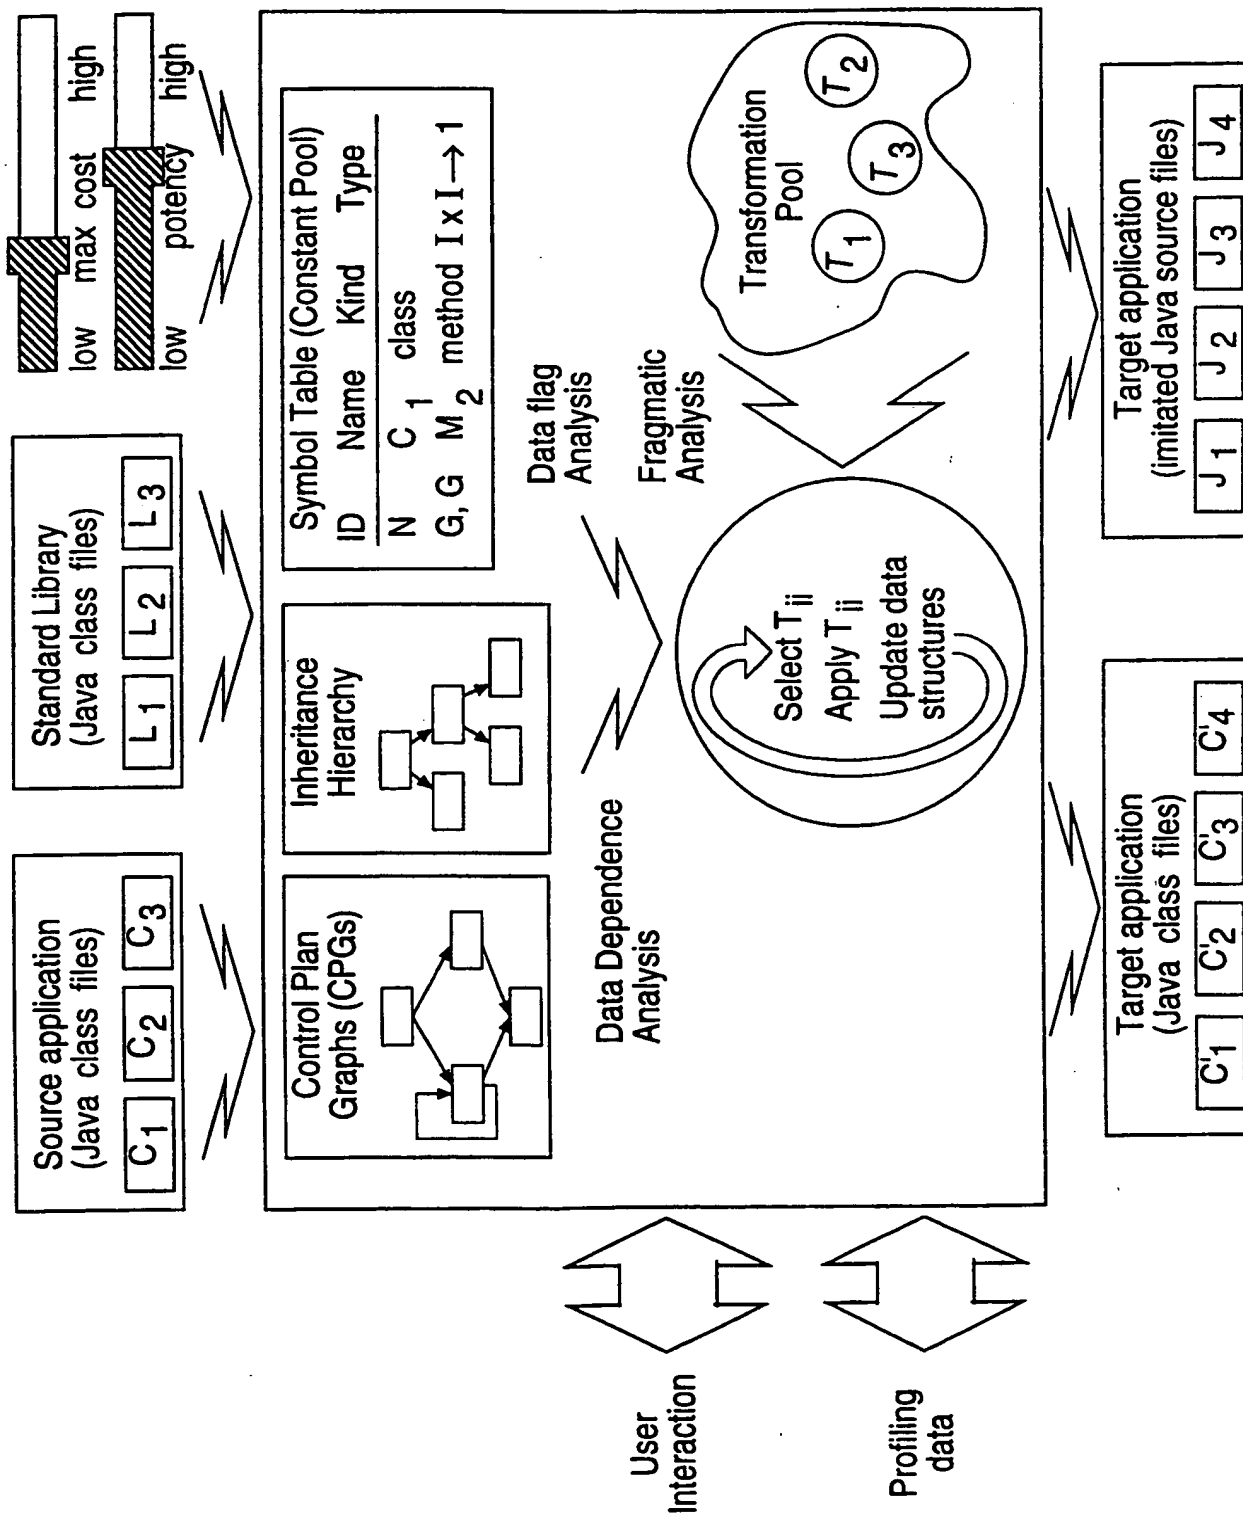 Source application
(Java class files)
C1 C2 C3
Standard Library
(Java class files)
L1 L2 L3
low max cost high
low potency high
Control Plan
Graphs (CPGs)
Inheritance
Hierarchy
Symbol Table (Constant Pool)
ID Name Kind Type
N C1 class
G, G M2 method I x I → 1
Data Dependence
Analysis
Data flag
Analysis
Fragmatic
Analysis
User
Interaction
Profiling
data
Select Tii
Apply Tii
Update data
structures
Transformation
Pool
T1 T3 T2
Target application
(Java class files)
C'1 C'2 C'3 C'4
Target application
(imitated Java source files)
J1 J2 J3 J4